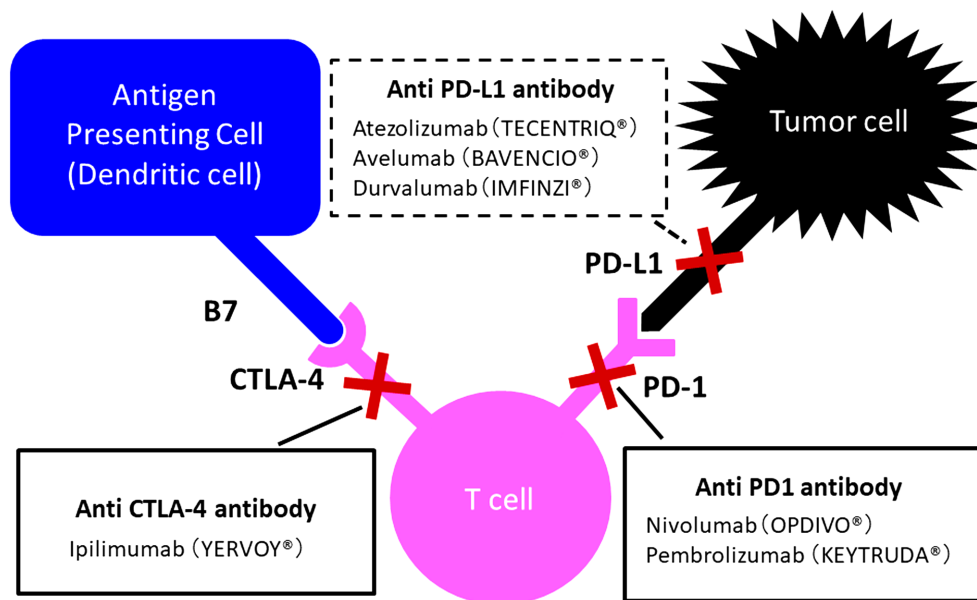 Antigen
Presenting Cell
(Dendritic cell)
Anti PD-L1 antibody
Atezolizumab（TECENTRIQ®）
Avelumab（BAVENCIO®）
Durvalumab（IMFINZI®）
Tumor cell
PD-L1
B7
CTLA-4
PD-1
T cell
Anti CTLA-4 antibody
Ipilimumab（YERVOY®）
Anti PD1 antibody
Nivolumab（OPDIVO®）
Pembrolizumab（KEYTRUDA®）